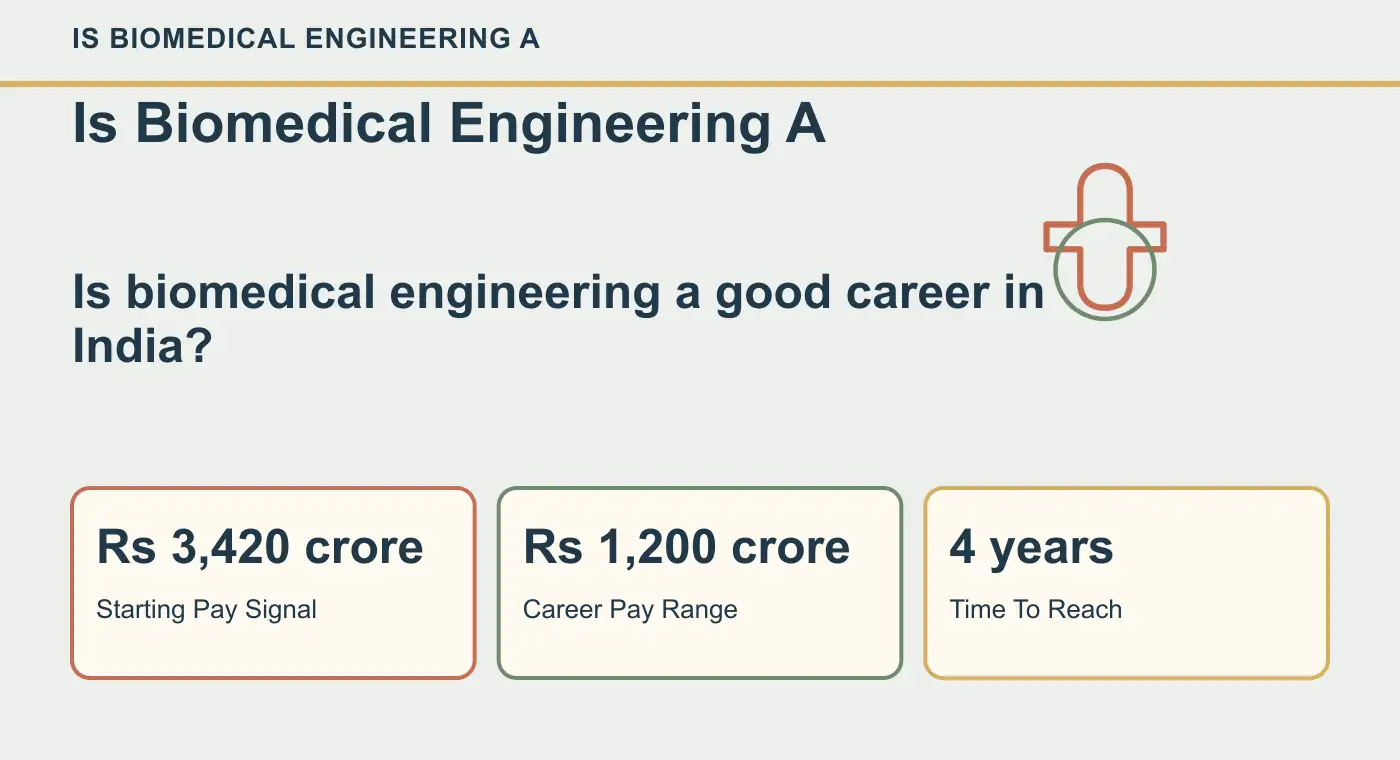 IS BIOMEDICAL ENGINEERING A
Is Biomedical Engineering A
Is biomedical engineering a good career in
India?
Rs 3,420 crore
Starting Pay Signal
Rs 1,200 crore
Career Pay Range
4 years
Time To Reach